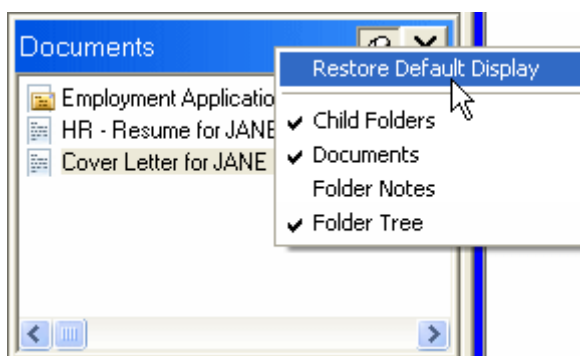 Documents
Restore Default Display
Employment Applicatio
HR - Resume for JANE
Cover Letter for JANE
Child Folders
Documents
Folder Notes
Folder Tree